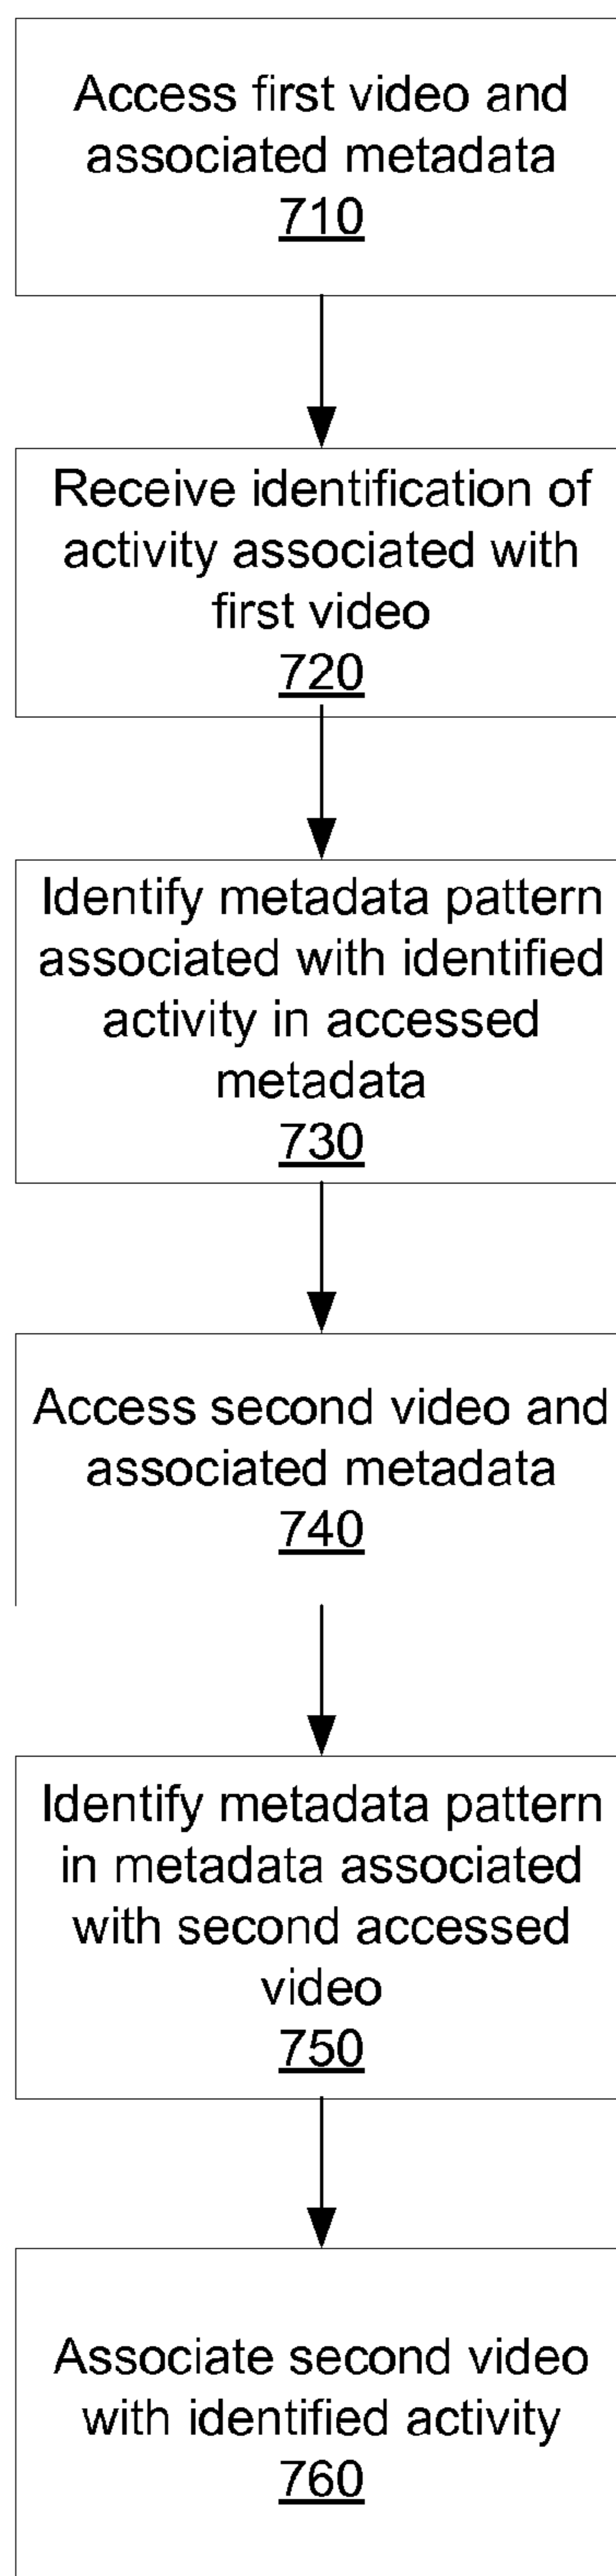 Access first video and
associated metadata
710
Receive identification of
activity associated with
first video
720
Identify metadata pattern
associated with identified
activity in accessed
metadata
730
Access second video and
associated metadata
740
Identify metadata pattern
in metadata associated
with second accessed
video
750
Associate second video
with identified activity
760